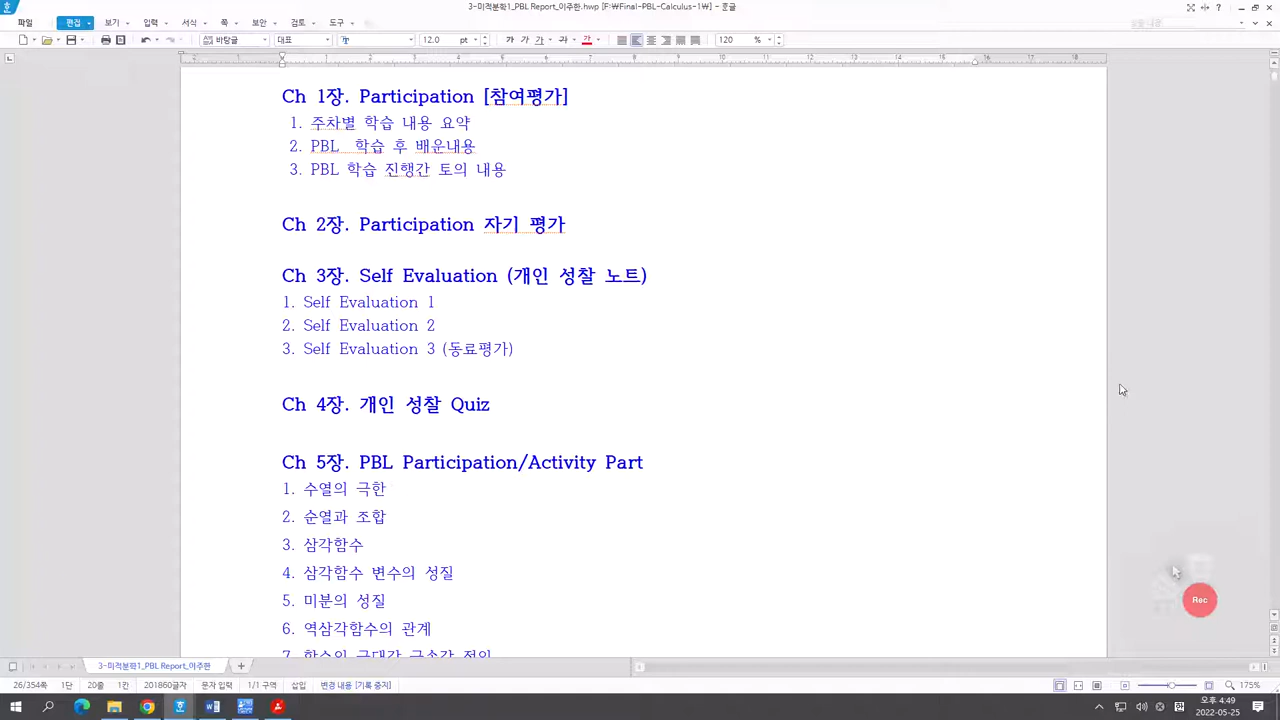 3-미적분학1_PBL Report_이주한.hwp [F:₩Final-PBL-Calculus-1₩] - 훈글
파일 편집 보기 입력 서식 쪽 보안 검토 도구
바탕글 대표 12.0 pt 가 가 가 가 가 120 %
Ch 1장. Participation [참여평가]
1. 주차별 학습 내용 요약
2. PBL 학습 후 배운내용
3. PBL 학습 진행간 토의 내용
Ch 2장. Participation 자기 평가
Ch 3장. Self Evaluation (개인 성찰 노트)
1. Self Evaluation 1
2. Self Evaluation 2
3. Self Evaluation 3 (동료평가)
Ch 4장. 개인 성찰 Quiz
Ch 5장. PBL Participation/Activity Part
1. 수열의 극한
2. 순열과 조합
3. 삼각함수
4. 삼각함수 변수의 성질
5. 미분의 성질
Rec
6. 역삼각함수의 관계
3-미적분학1_PBL Report_이주한
26/354쪽 1단 20줄 1칸 201860글자 문자 입력 1/1 구역 삽입 변경 내용 [기록 중지] 175%
오후 4:49
2022-05-25